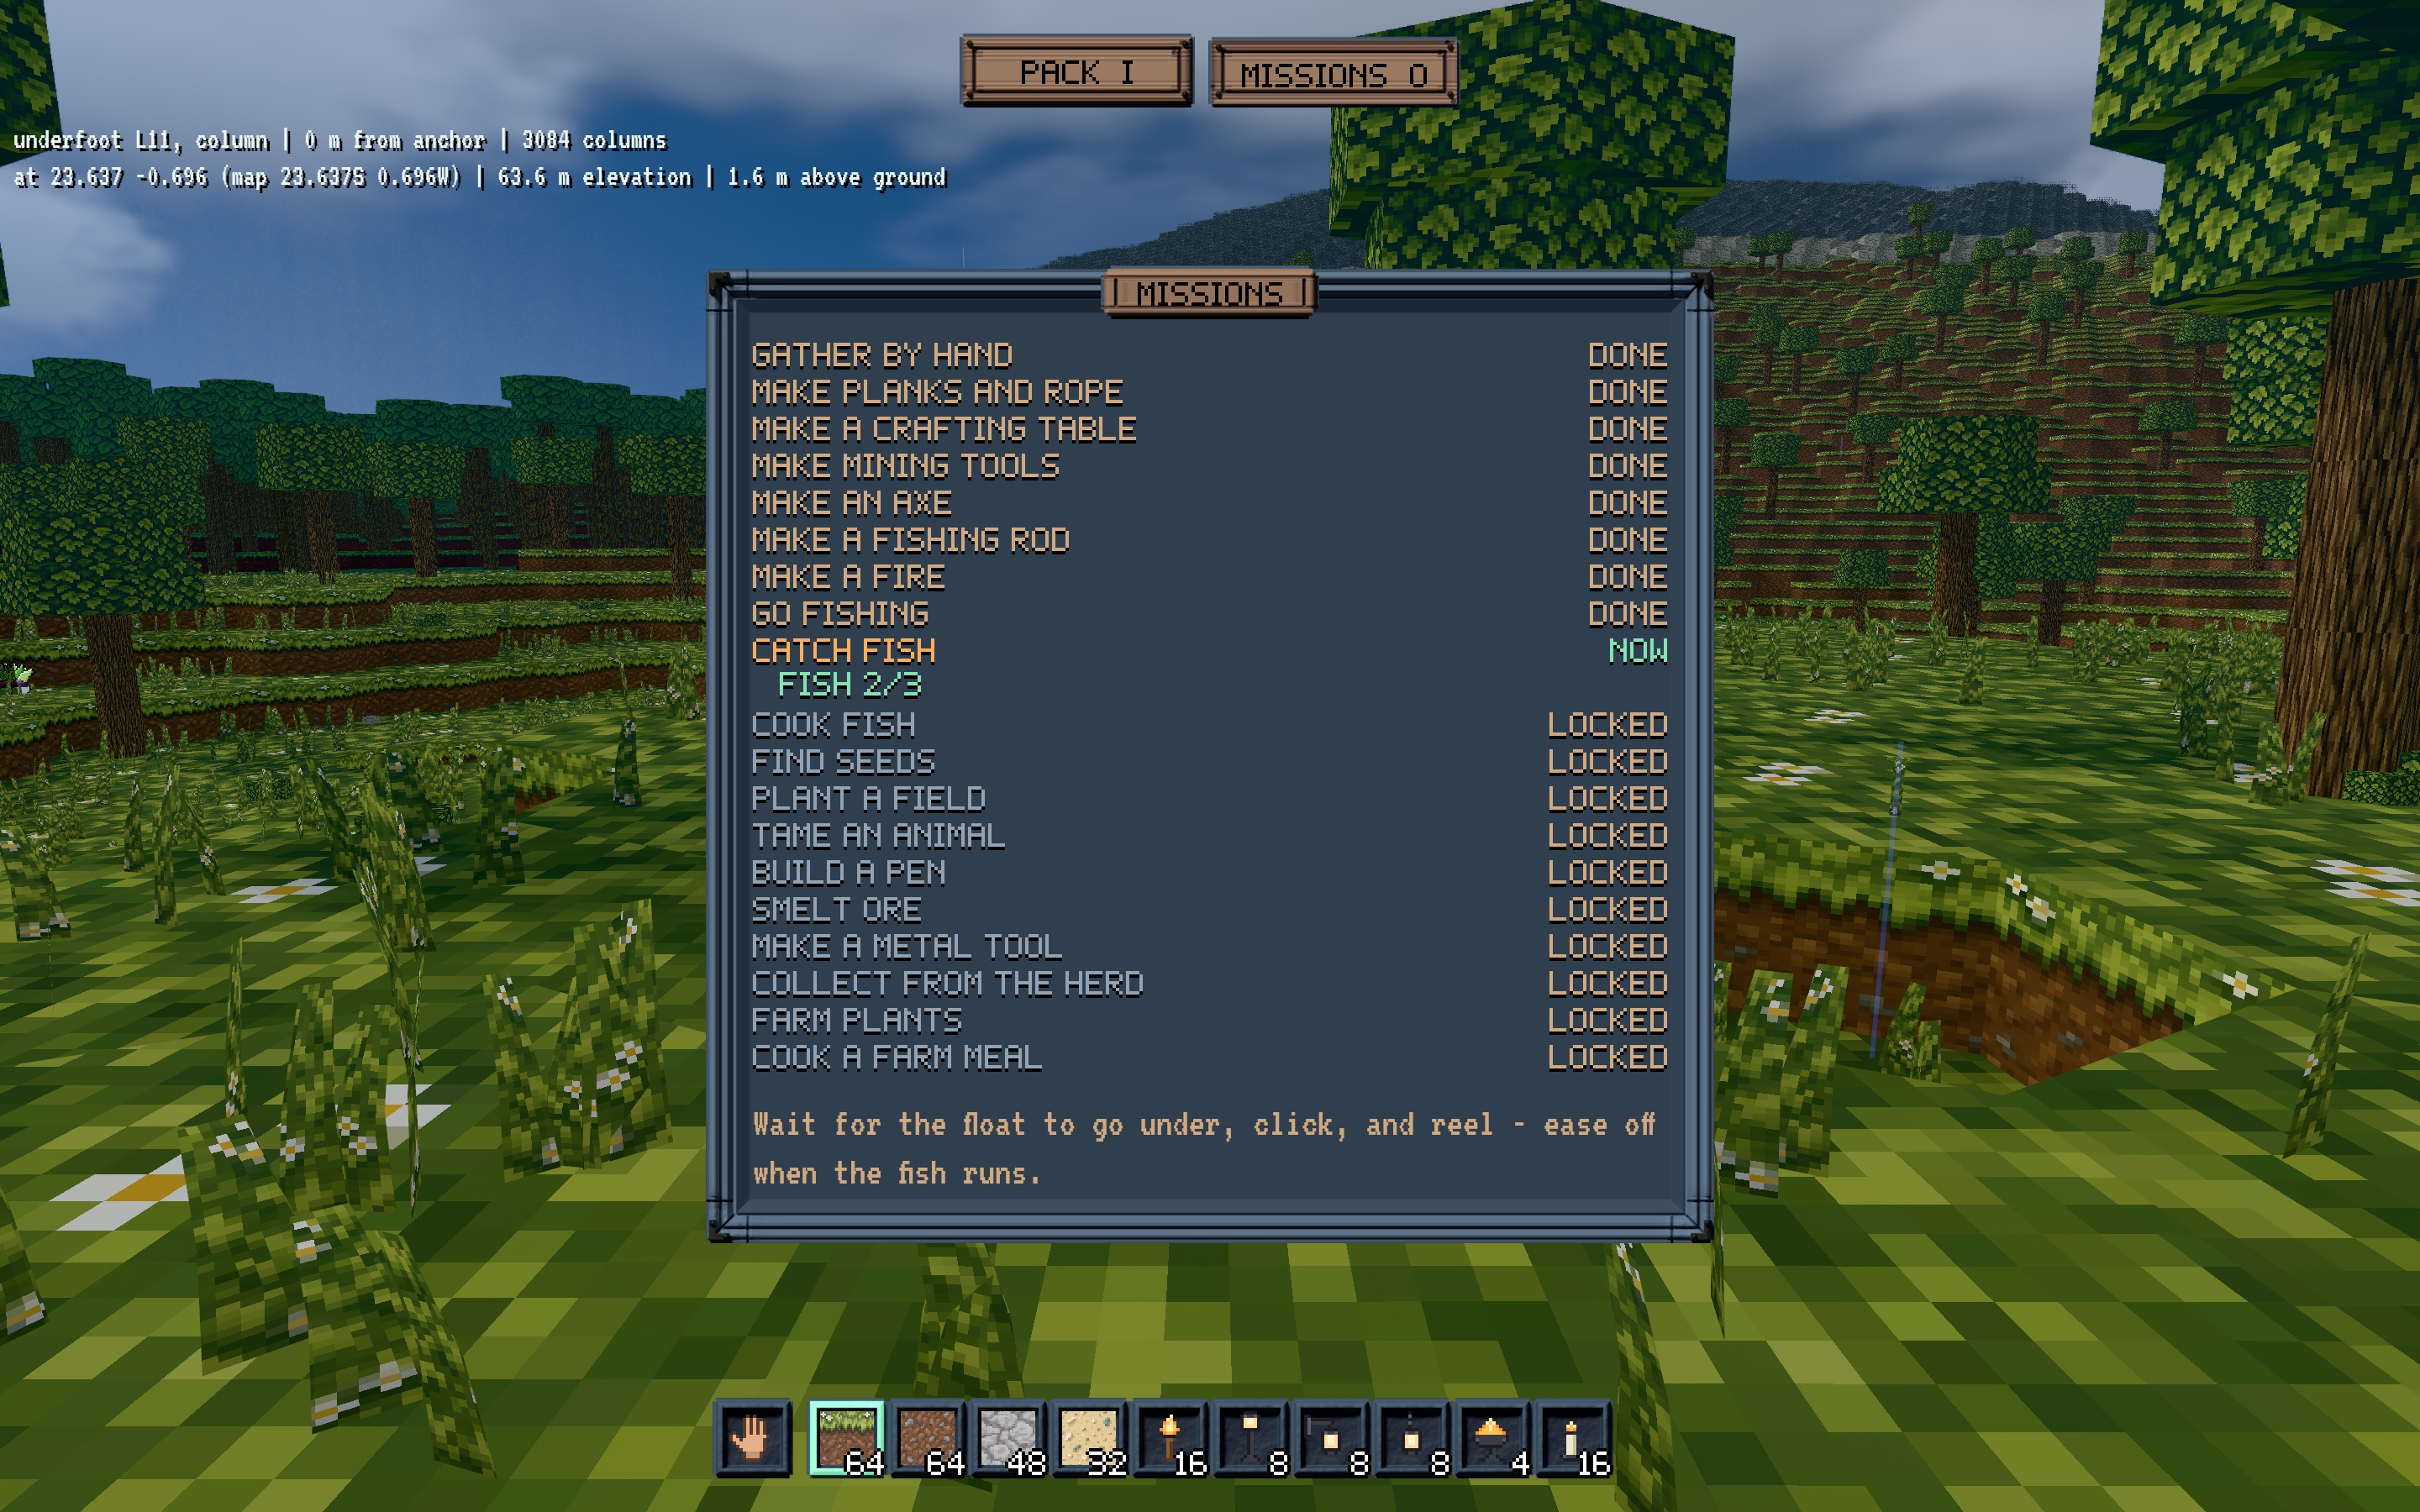 PACK I
MISSIONS O
underfoot L11, column | 0 m from anchor | 3084 columns
at 23.637 -0.696 (map 23.637S 0.696W) | 63.6 m elevation | 1.6 m above ground
MISSIONS
GATHER BY HAND DONE
MAKE PLANKS AND ROPE DONE
MAKE A CRAFTING TABLE DONE
MAKE MINING TOOLS DONE
MAKE AN AXE DONE
MAKE A FISHING ROD DONE
MAKE A FIRE DONE
GO FISHING DONE
CATCH FISH NOW
FISH 2/3
COOK FISH LOCKED
FIND SEEDS LOCKED
PLANT A FIELD LOCKED
TAME AN ANIMAL LOCKED
BUILD A PEN LOCKED
SMELT ORE LOCKED
MAKE A METAL TOOL LOCKED
COLLECT FROM THE HERD LOCKED
FARM PLANTS LOCKED
COOK A FARM MEAL LOCKED
Wait for the float to go under, click, and reel - ease off
when the fish runs.
64 64 48 32 16 8 8 8 4 16